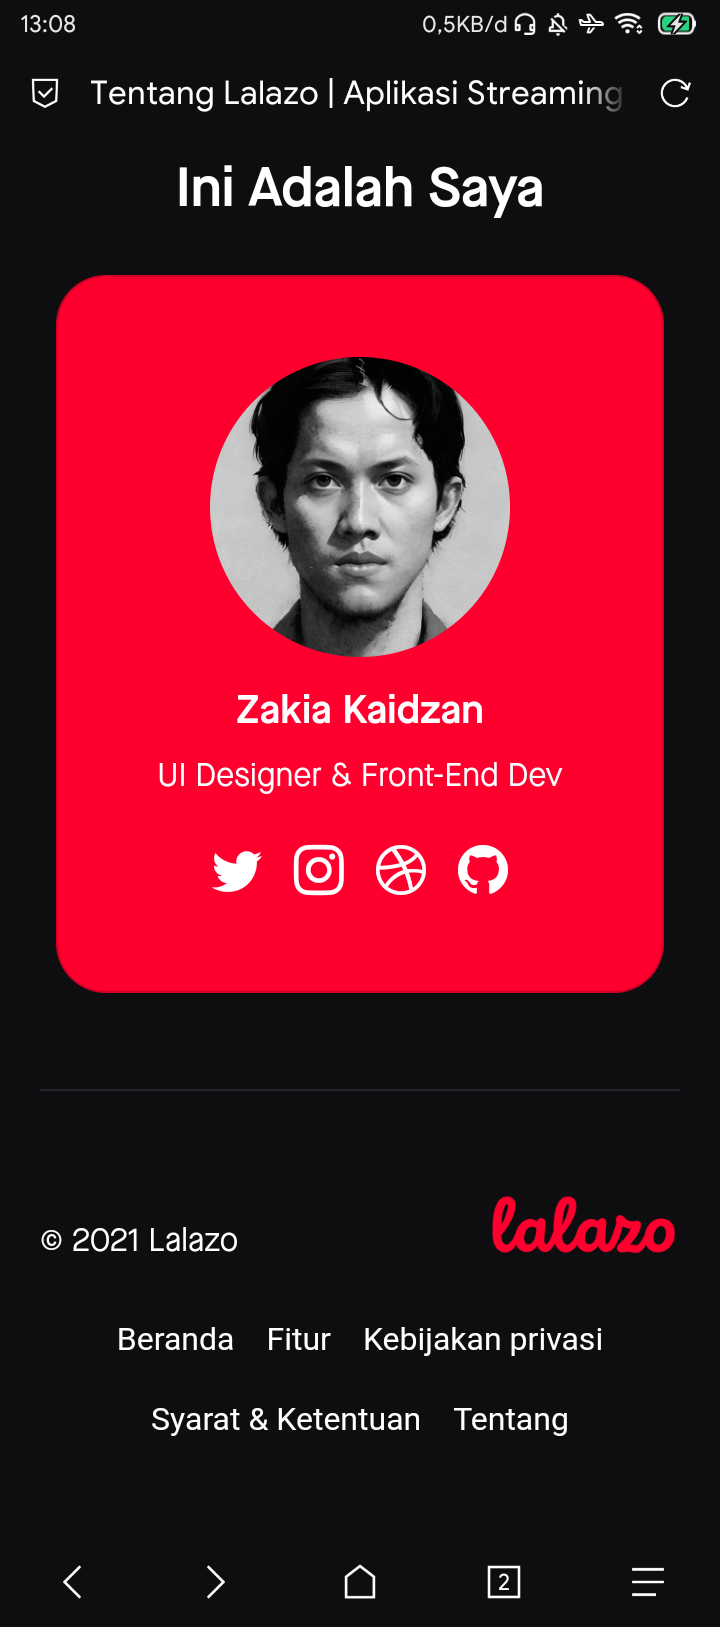 13:08 0,5KB/d
Tentang Lalazo | Aplikasi Streaming
Ini Adalah Saya
Zakia Kaidzan
UI Designer & Front-End Dev
lalazo
© 2021 Lalazo
Beranda Fitur Kebijakan privasi
Syarat & Ketentuan Tentang
2